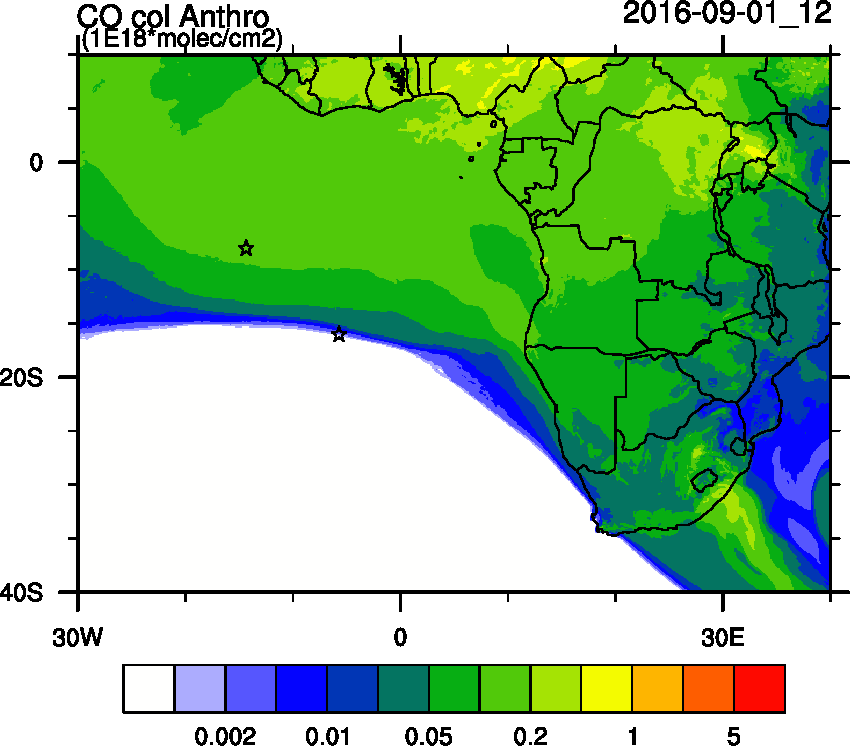 CO col Anthro 2016-09-01_12
(1E18*molec/cm2)
0
20S
40S
30W 0 30E
0.002 0.01 0.05 0.2 1 5